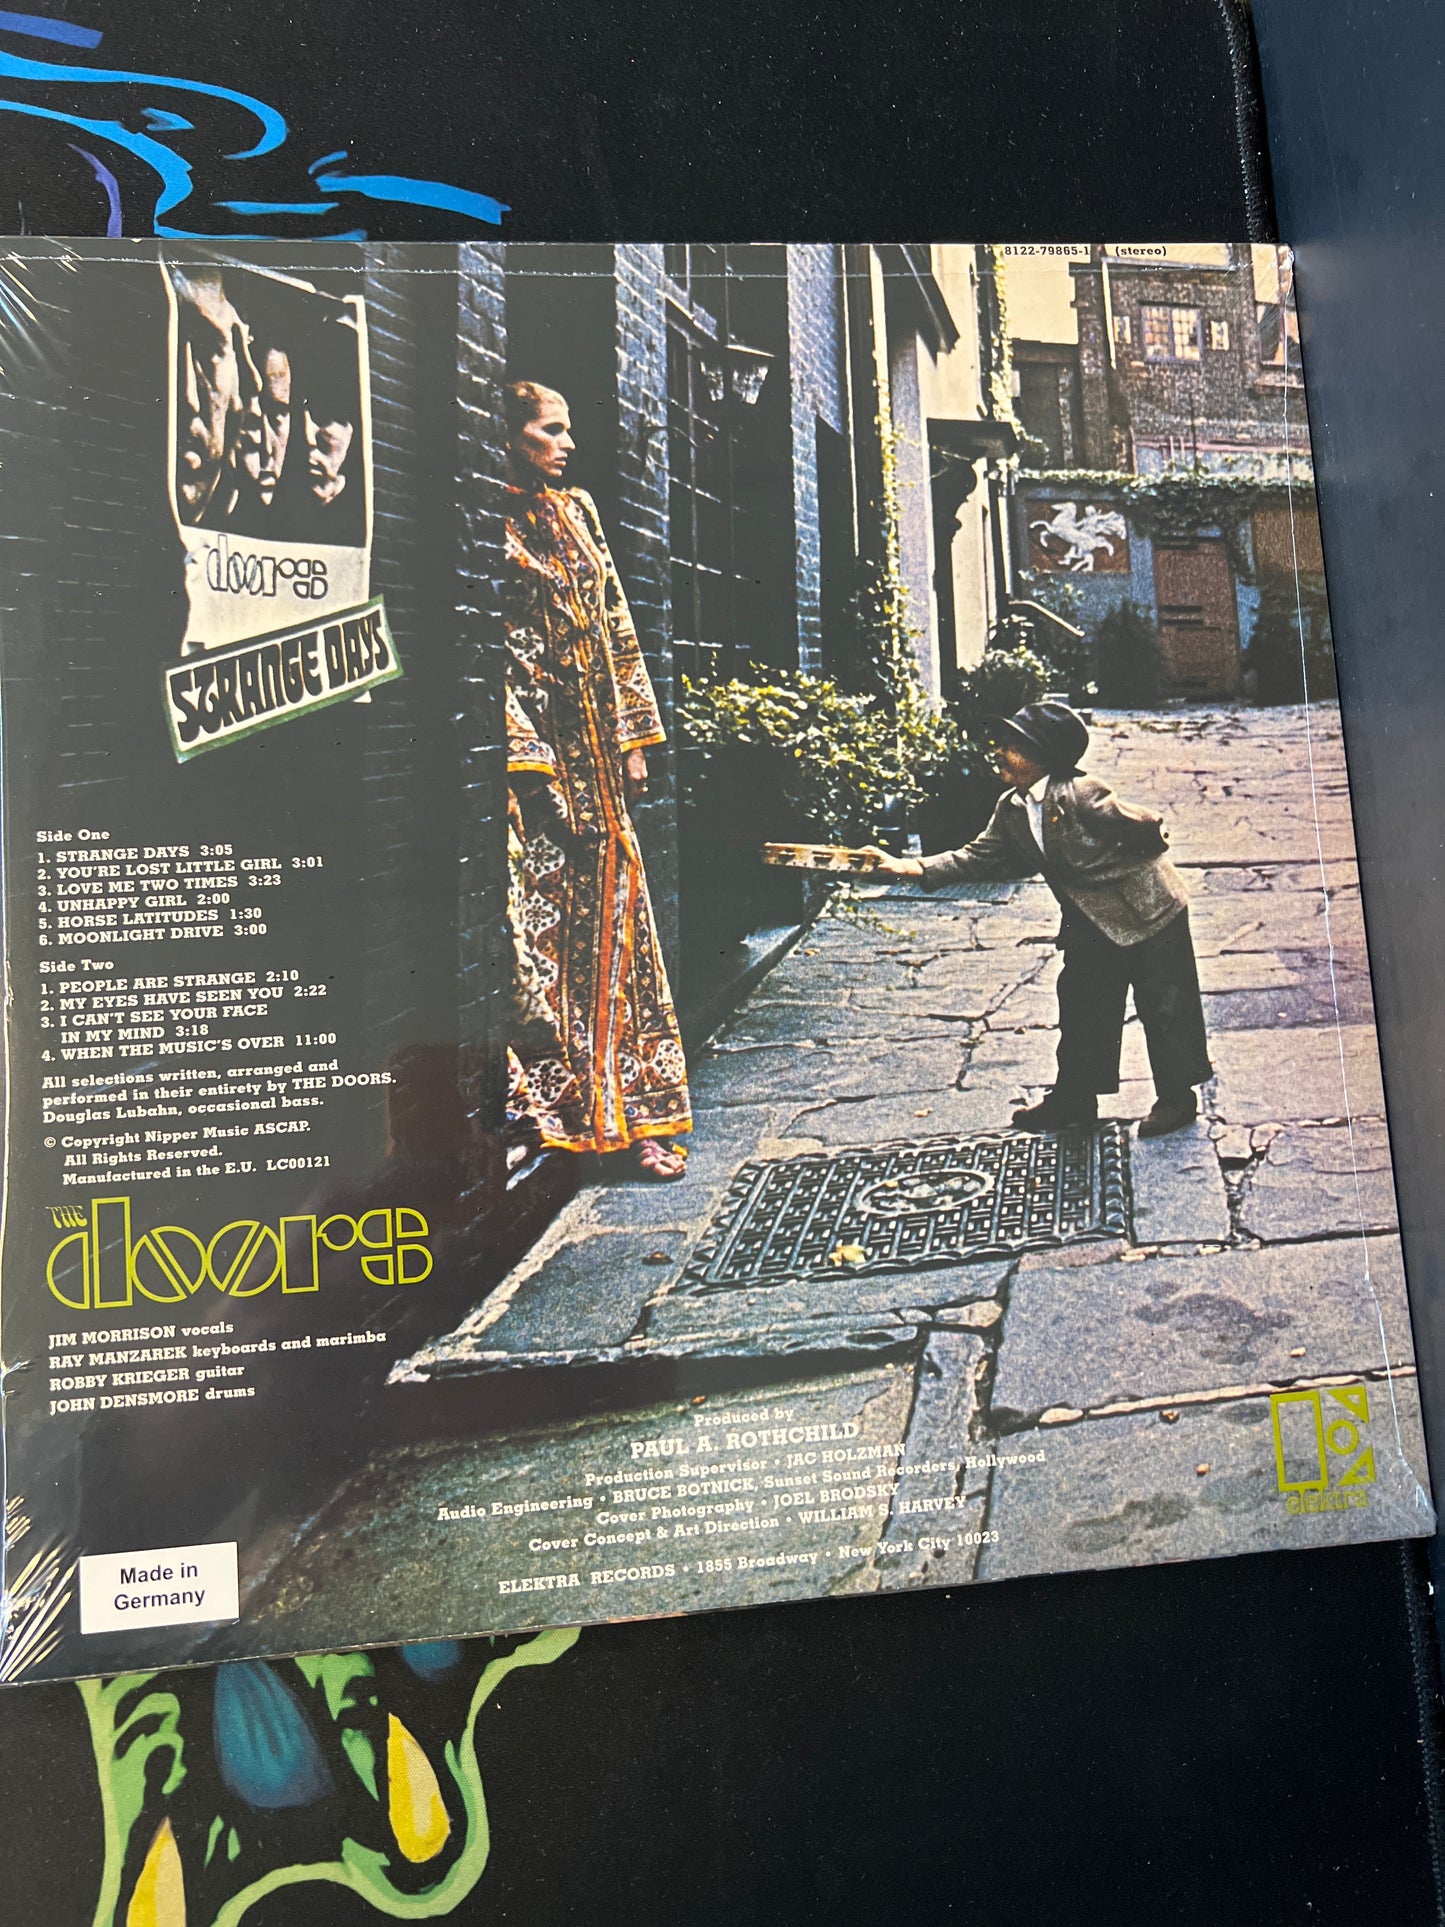 8122-79865-1 (stereo)
doors
STRANGE DAYS
Side One
1. STRANGE DAYS 3:05
2. YOU'RE LOST LITTLE GIRL 3:01
3. LOVE ME TWO TIMES 3:23
4. UNHAPPY GIRL 2:00
5. HORSE LATITUDES 1:30
6. MOONLIGHT DRIVE 3:00
Side Two
1. PEOPLE ARE STRANGE 2:10
2. MY EYES HAVE SEEN YOU 2:22
3. I CAN'T SEE YOUR FACE
IN MY MIND 3:18
4. WHEN THE MUSIC'S OVER 11:00
All selections written, arranged and
performed in their entirety by THE DOORS.
Douglas Lubahn, occasional bass.
© Copyright Nipper Music ASCAP.
All Rights Reserved.
Manufactured in the E.U. LC00121
THE
doors
JIM MORRISON vocals
RAY MANZAREK keyboards and marimba
ROBBY KRIEGER guitar
JOHN DENSMORE drums
Produced by
PAUL A. ROTHCHILD
Production Supervisor • JAC HOLZMAN
Audio Engineering • BRUCE BOTNICK, Sunset Sound Recorders, Hollywood
Cover Photography • JOEL BRODSKY
Cover Concept & Art Direction • WILLIAM S. HARVEY
ELEKTRA RECORDS • 1855 Broadway • New York City 10023
elektra
Made in
Germany